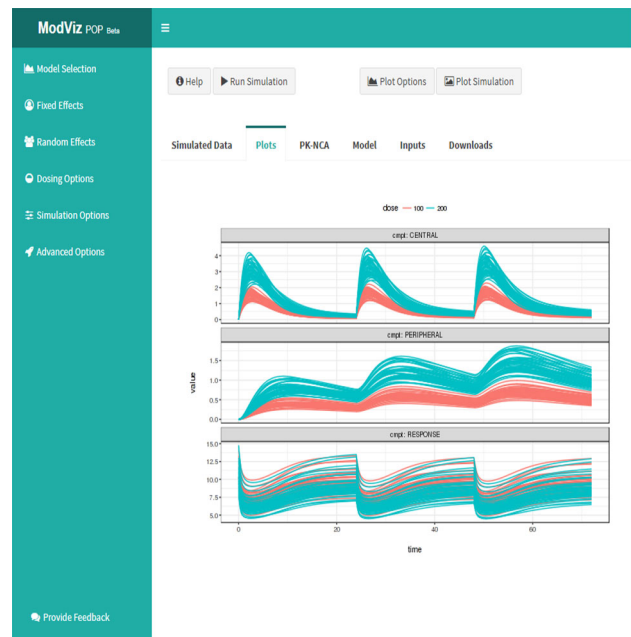 ModViz POP Beta
Model Selection
Fixed Effects
Random Effects
Dosing Options
Simulation Options
Advanced Options
Provide Feedback
Help Run Simulation Plot Options Plot Simulation
Simulated Data Plots PK-NCA Model Inputs Downloads
dose 100 200
cmpt: CENTRAL
4
3
2
1
0
cmpt: PERIPHERAL
1.5
1.0
0.5
0.0
value
cmpt: RESPONSE
15.0
12.5
10.0
7.5
5.0
0 20 40 60
time